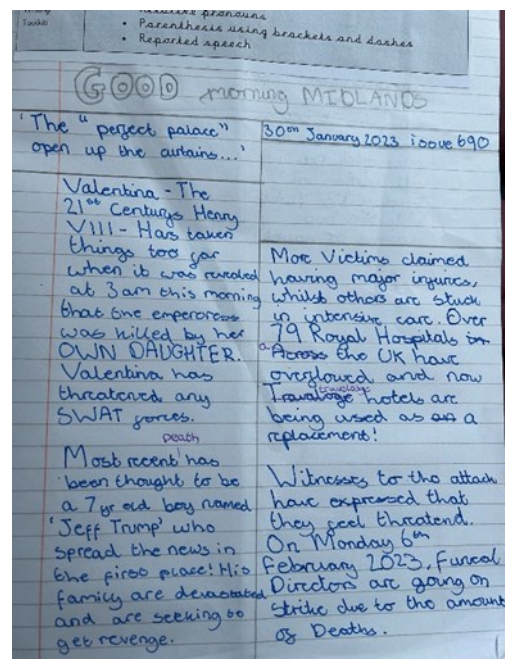 Relative pronouns
Toolkit
• Parenthesis using brackets and dashes
• Reported speech
GOOD morning MIDLANDS
'The "perfect palace"
open up the curtains...'
30th January 2023 issue 690
Valentina - The
21st Centurys Henry
VIII - Has taken
things too far
when it was revealed
at 3am this morning
that the emperoress
was killed by her
OWN DAUGHTER.
Valentina has
threatened any
SWAT forces.
death
Most recent has
been thought to be
a 7yr old boy named
'Jeff Trump' who
spread the news in
the first place! His
family are devastated
and are seeking to
get revenge.
More Victims claimed
having major injuries,
whilst others are stuck
in intensive care. Over
79 Royal Hospitals in
Across the UK have
overflowed and now
travaloge
Travaloge hotels are
being used as an a
replacement!
Witnesses to the attack
have expressed that
they feel threatend.
On Monday 6th
February 2023, Funeal
Directors are going on
strike due to the amount
of Deaths.